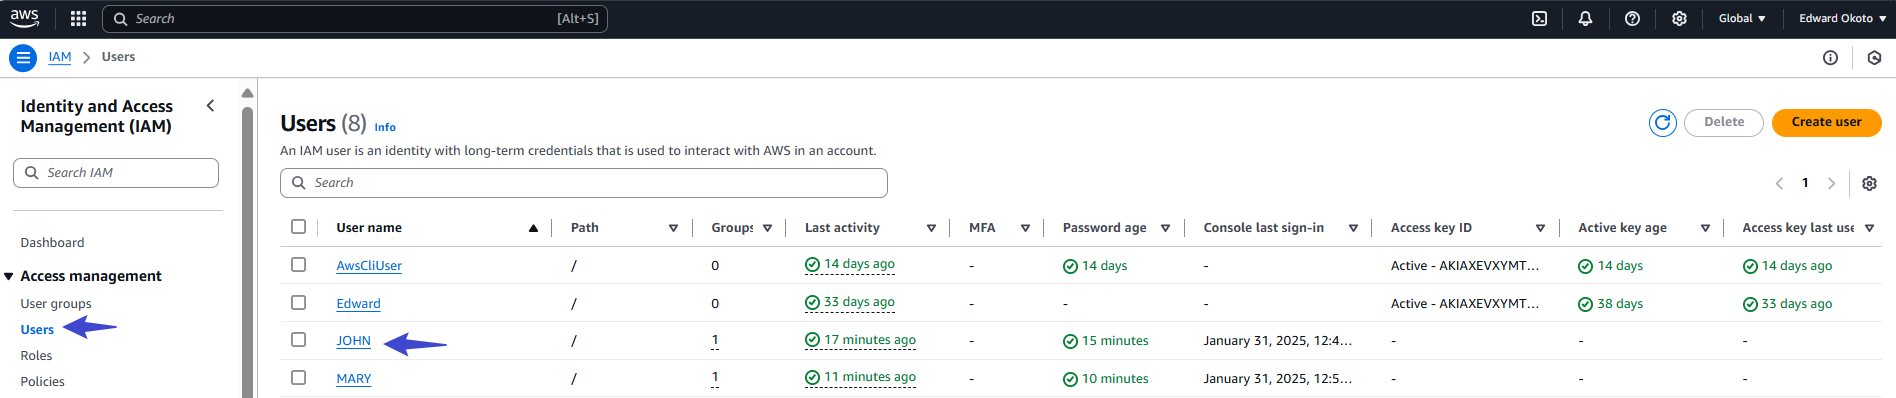 aws Search [Alt+S] Global Edward Okoto
IAM > Users
Identity and Access Management (IAM)
Search IAM
Dashboard
Access management
User groups
Users
Roles
Policies
Users (8) Info
Delete Create user
An IAM user is an identity with long-term credentials that is used to interact with AWS in an account.
Search
1
User name Path Groups Last activity MFA Password age Console last sign-in Access key ID Active key age Access key last use
AwsCliUser / 0 14 days ago - 14 days - Active - AKIAXEVXYMT... 14 days 14 days ago
Edward / 0 33 days ago - - - Active - AKIAXEVXYMT... 38 days 33 days ago
JOHN / 1 17 minutes ago - 15 minutes January 31, 2025, 12:4... - - -
MARY / 1 11 minutes ago - 10 minutes January 31, 2025, 12:5... - - -